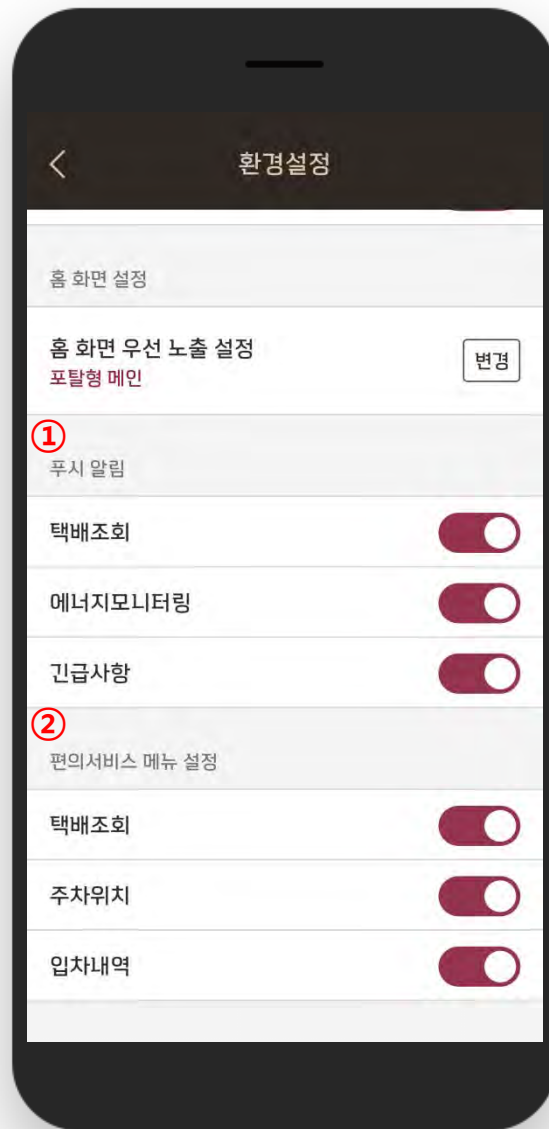 환경설정
홈 화면 설정
홈 화면 우선 노출 설정
포탈형 메인
변경
①
푸시 알림
택배조회
에너지모니터링
긴급사항
②
편의서비스 메뉴 설정
택배조회
주차위치
입차내역